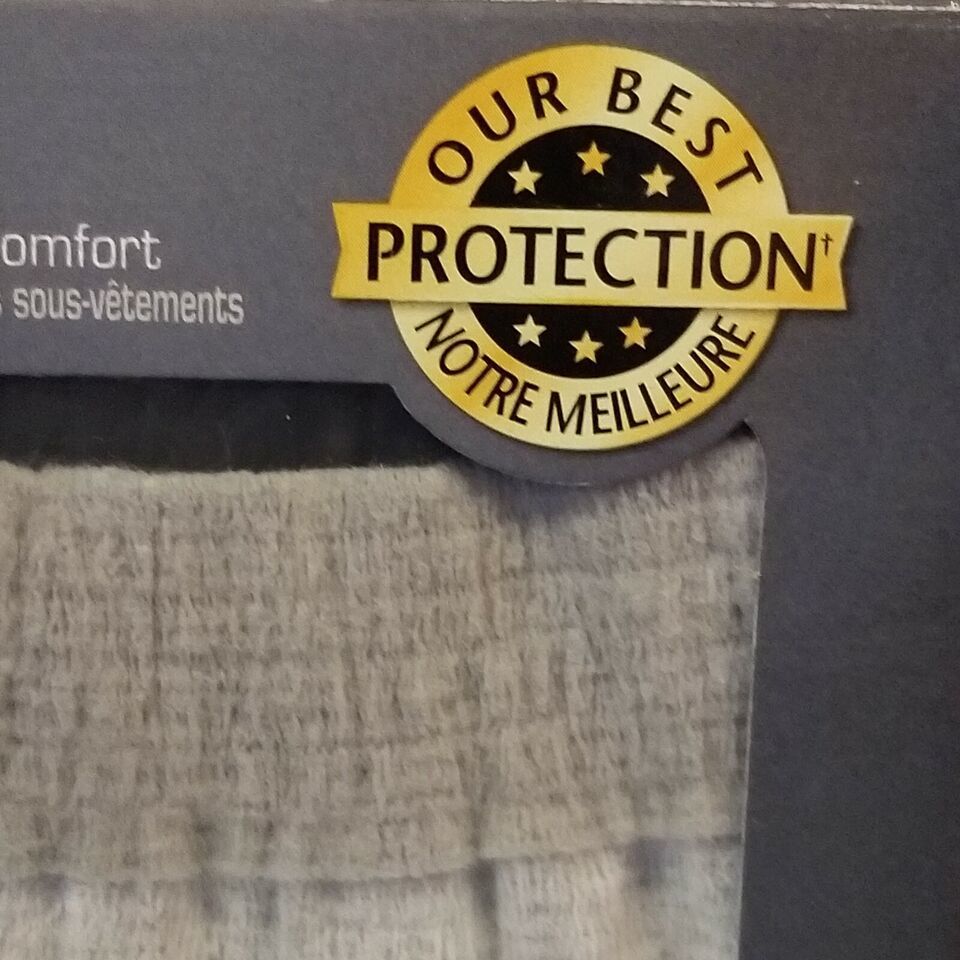 OUR BEST
PROTECTION†
NOTRE MEILLEURE
omfort
sous-vêtements